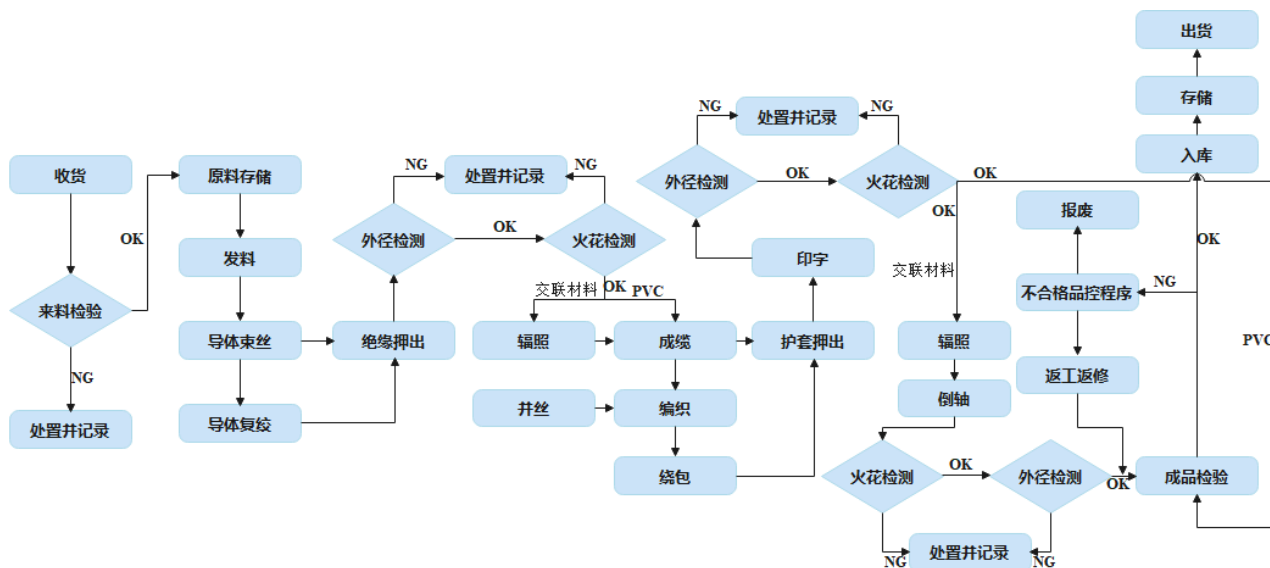 出货
存储
入库
NG
处置井记录
NG
外径检测
OK
火花检测
OK
OK
交联材料
收货
原料存储
OK
发料
来料检验
NG
处置井记录
导体束丝
导体复绞
绝缘押出
外径检测
NG
处置井记录
NG
OK
火花检测
OK
交联材料
PVC
辐照
成缆
护套押出
印字
井丝
编织
绕包
辐照
倒轴
火花检测
OK
外径检测
OK
NG
处置井记录
NG
报废
不合格品控程序
NG
返工返修
OK
成品检验
PVC